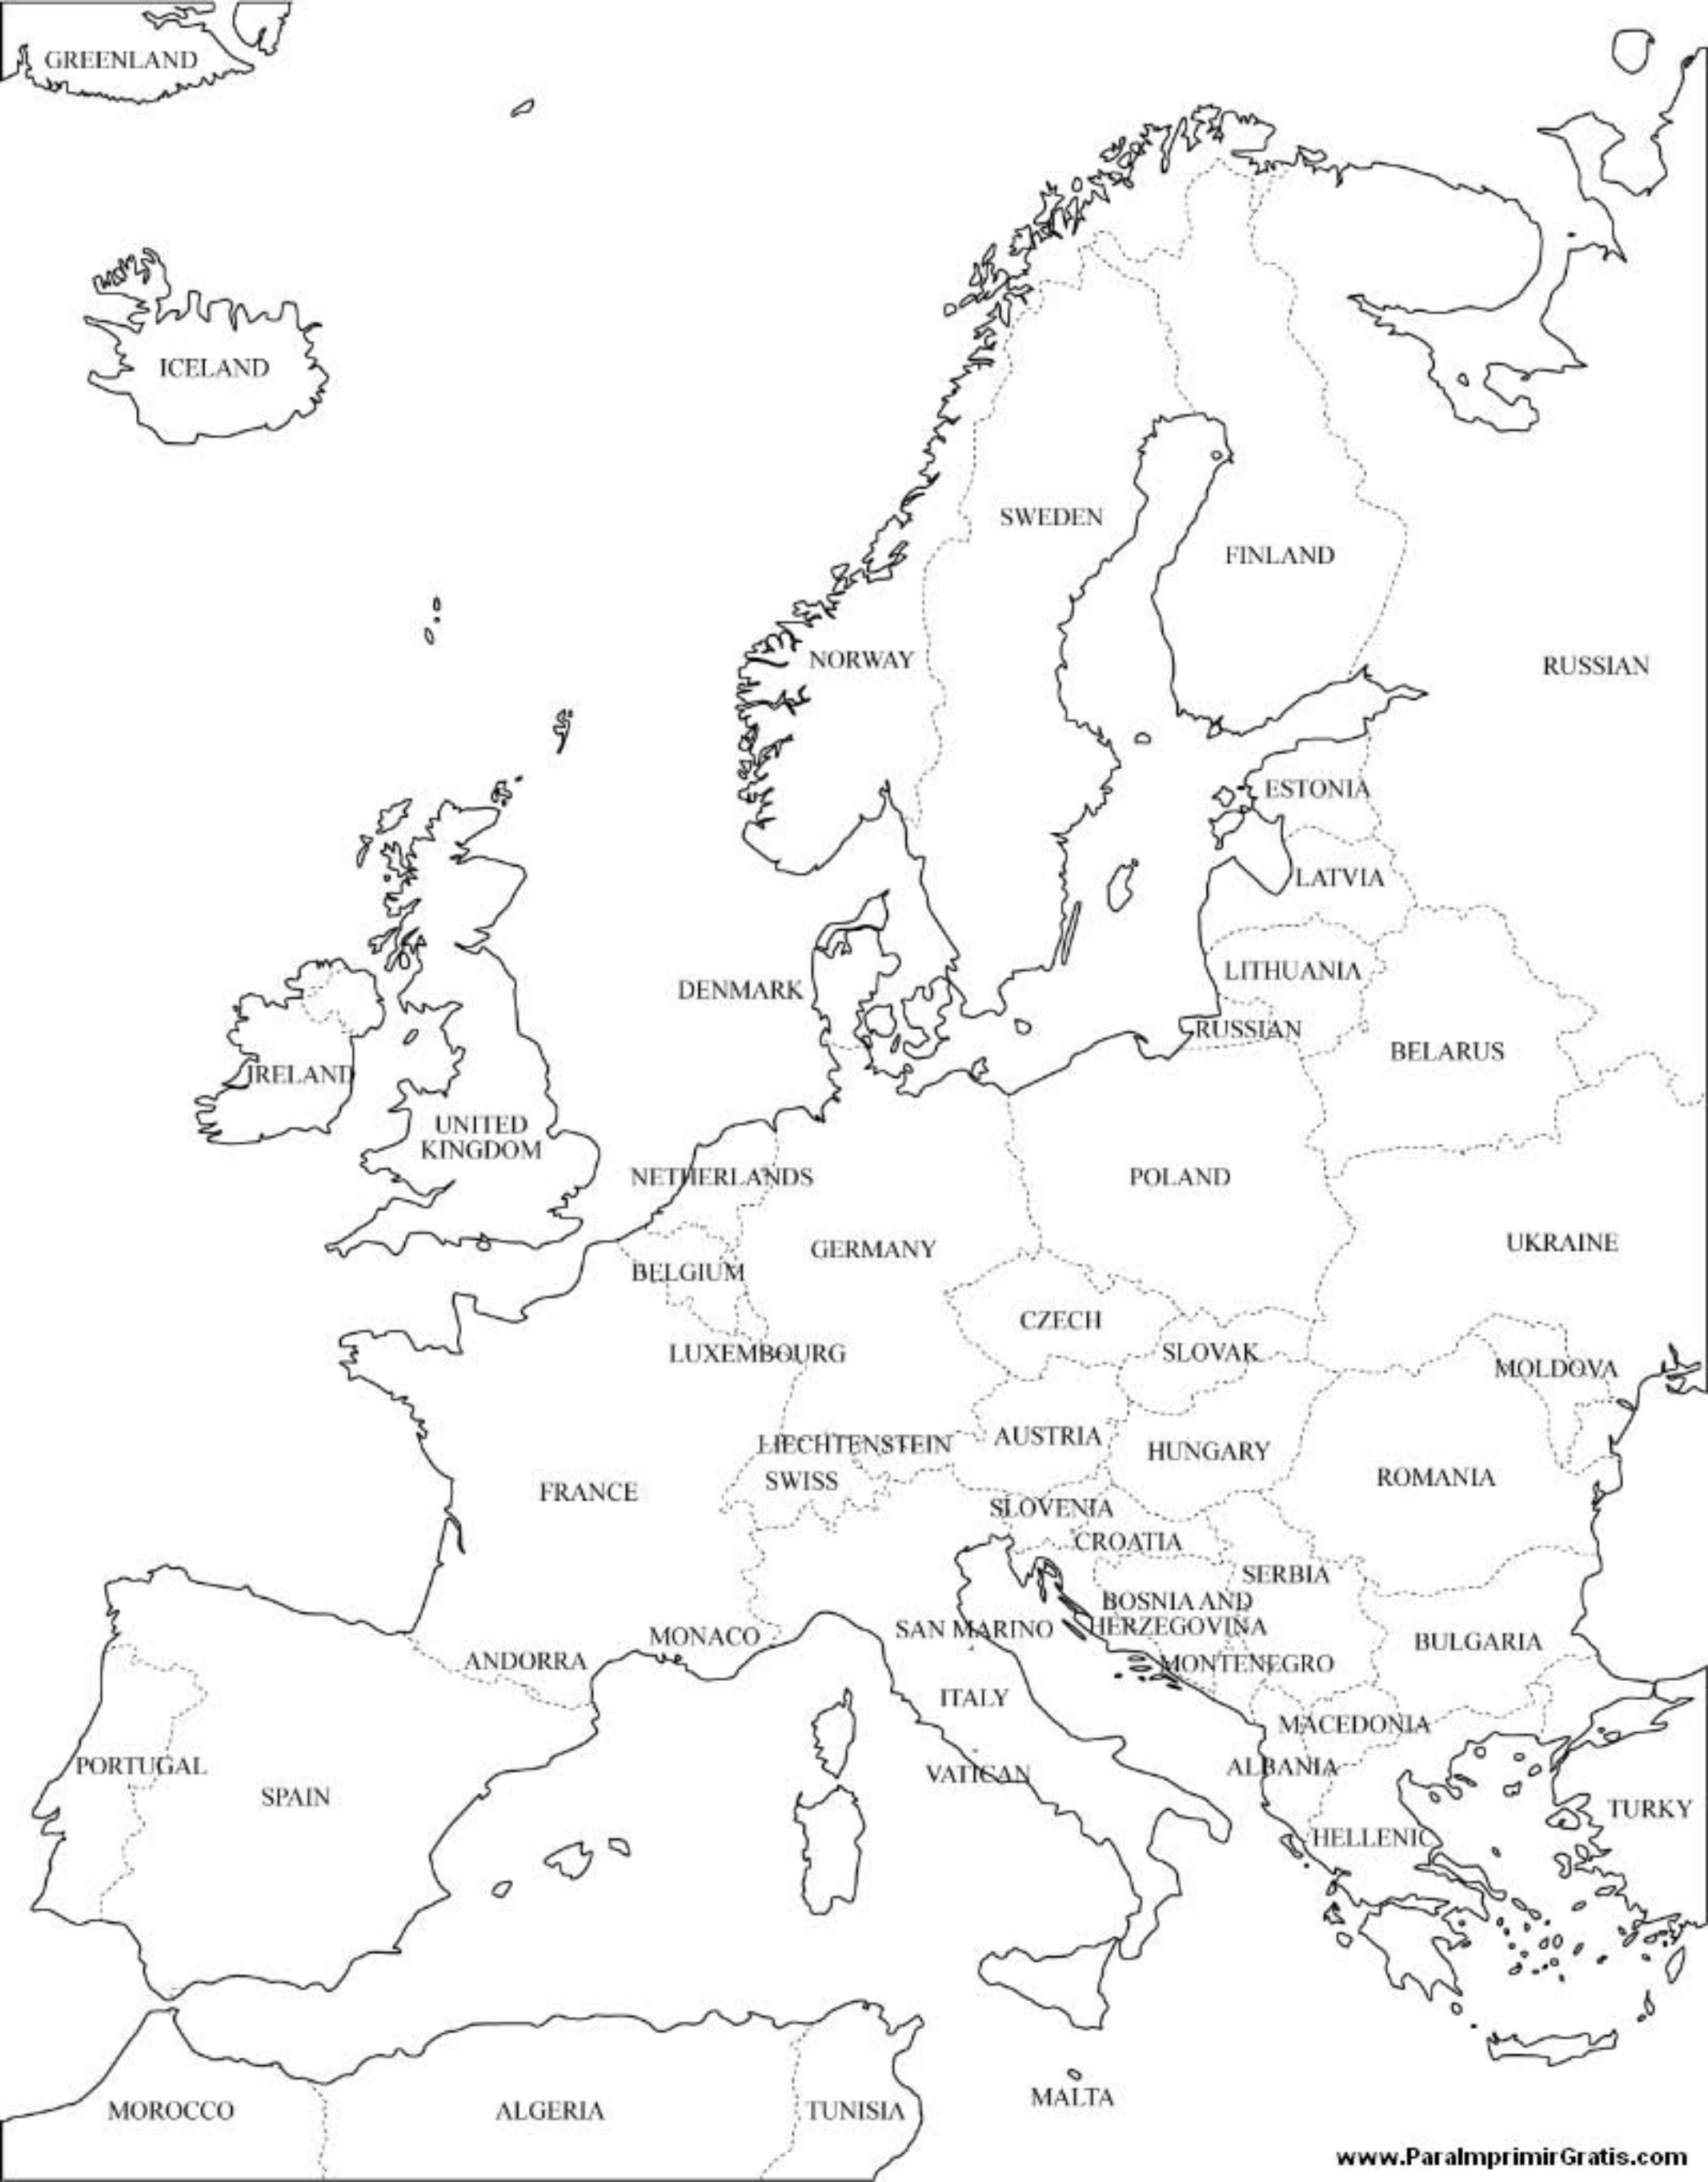 GREENLAND
ICELAND
SWEDEN
FINLAND
NORWAY
RUSSIAN
ESTONIA
LATVIA
LITHUANIA
DENMARK
RUSSIAN
BELARUS
IRELAND
UNITED
KINGDOM
NETHERLANDS
POLAND
GERMANY
UKRAINE
BELGIUM
CZECH
LUXEMBOURG
SLOVAK
MOLDOVA
LIECHTENSTEIN
AUSTRIA
HUNGARY
SWISS
ROMANIA
FRANCE
SLOVENIA
CROATIA
SERBIA
BOSNIA AND
HERZEGOVINA
SAN MARINO
MONACO
BULGARIA
ANDORRA
MONTENEGRO
ITALY
MACEDONIA
PORTUGAL
VATICAN
ALBANIA
SPAIN
TURKY
HELLENIC
MALTA
MOROCCO
ALGERIA
TUNISIA
www.ParaImprimirGratis.com